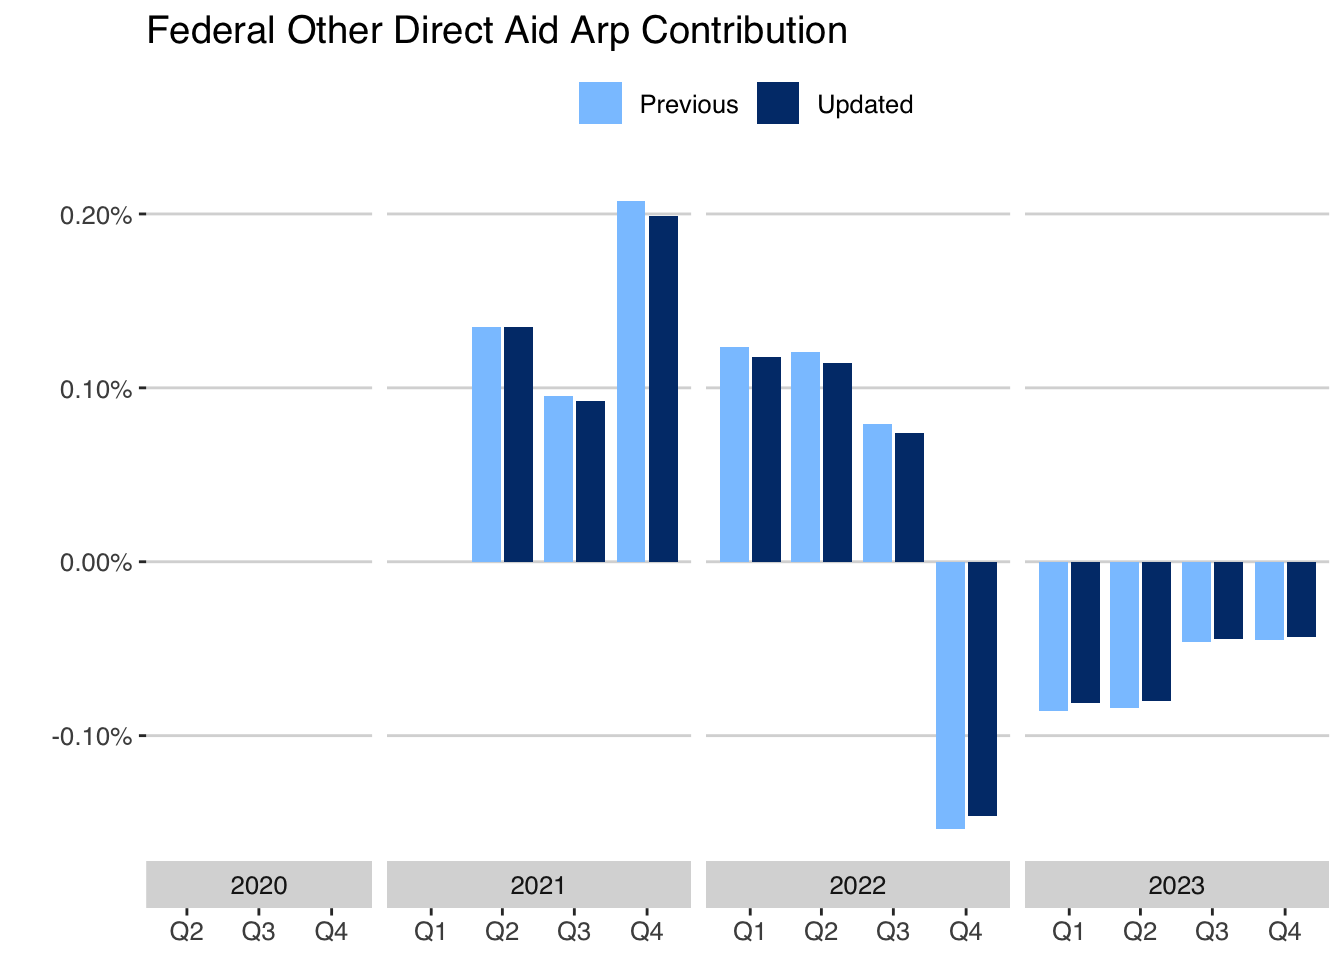 Federal Other Direct Aid Arp Contribution
Previous Updated
0.20%
0.10%
0.00%
-0.10%
2020 2021 2022 2023
Q2 Q3 Q4 Q1 Q2 Q3 Q4 Q1 Q2 Q3 Q4 Q1 Q2 Q3 Q4